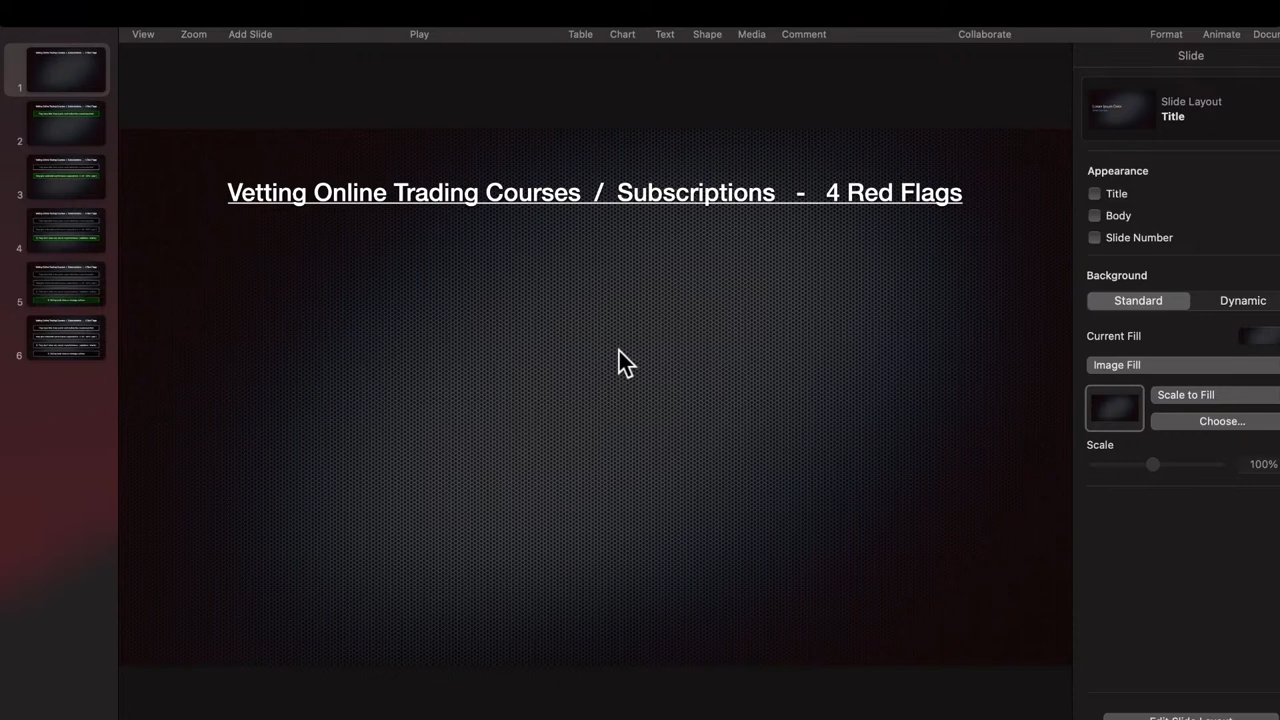 View Zoom Add Slide Play Table Chart Text Shape Media Comment Collaborate Format Animate
Slide
Slide Layout
Title
Appearance
Title
Body
Slide Number
Background
Standard Dynamic
Current Fill
Image Fill
Scale to Fill
Choose...
Scale
100%
Vetting Online Trading Courses / Subscriptions - 4 Red Flags
1
2
3
4
5
6